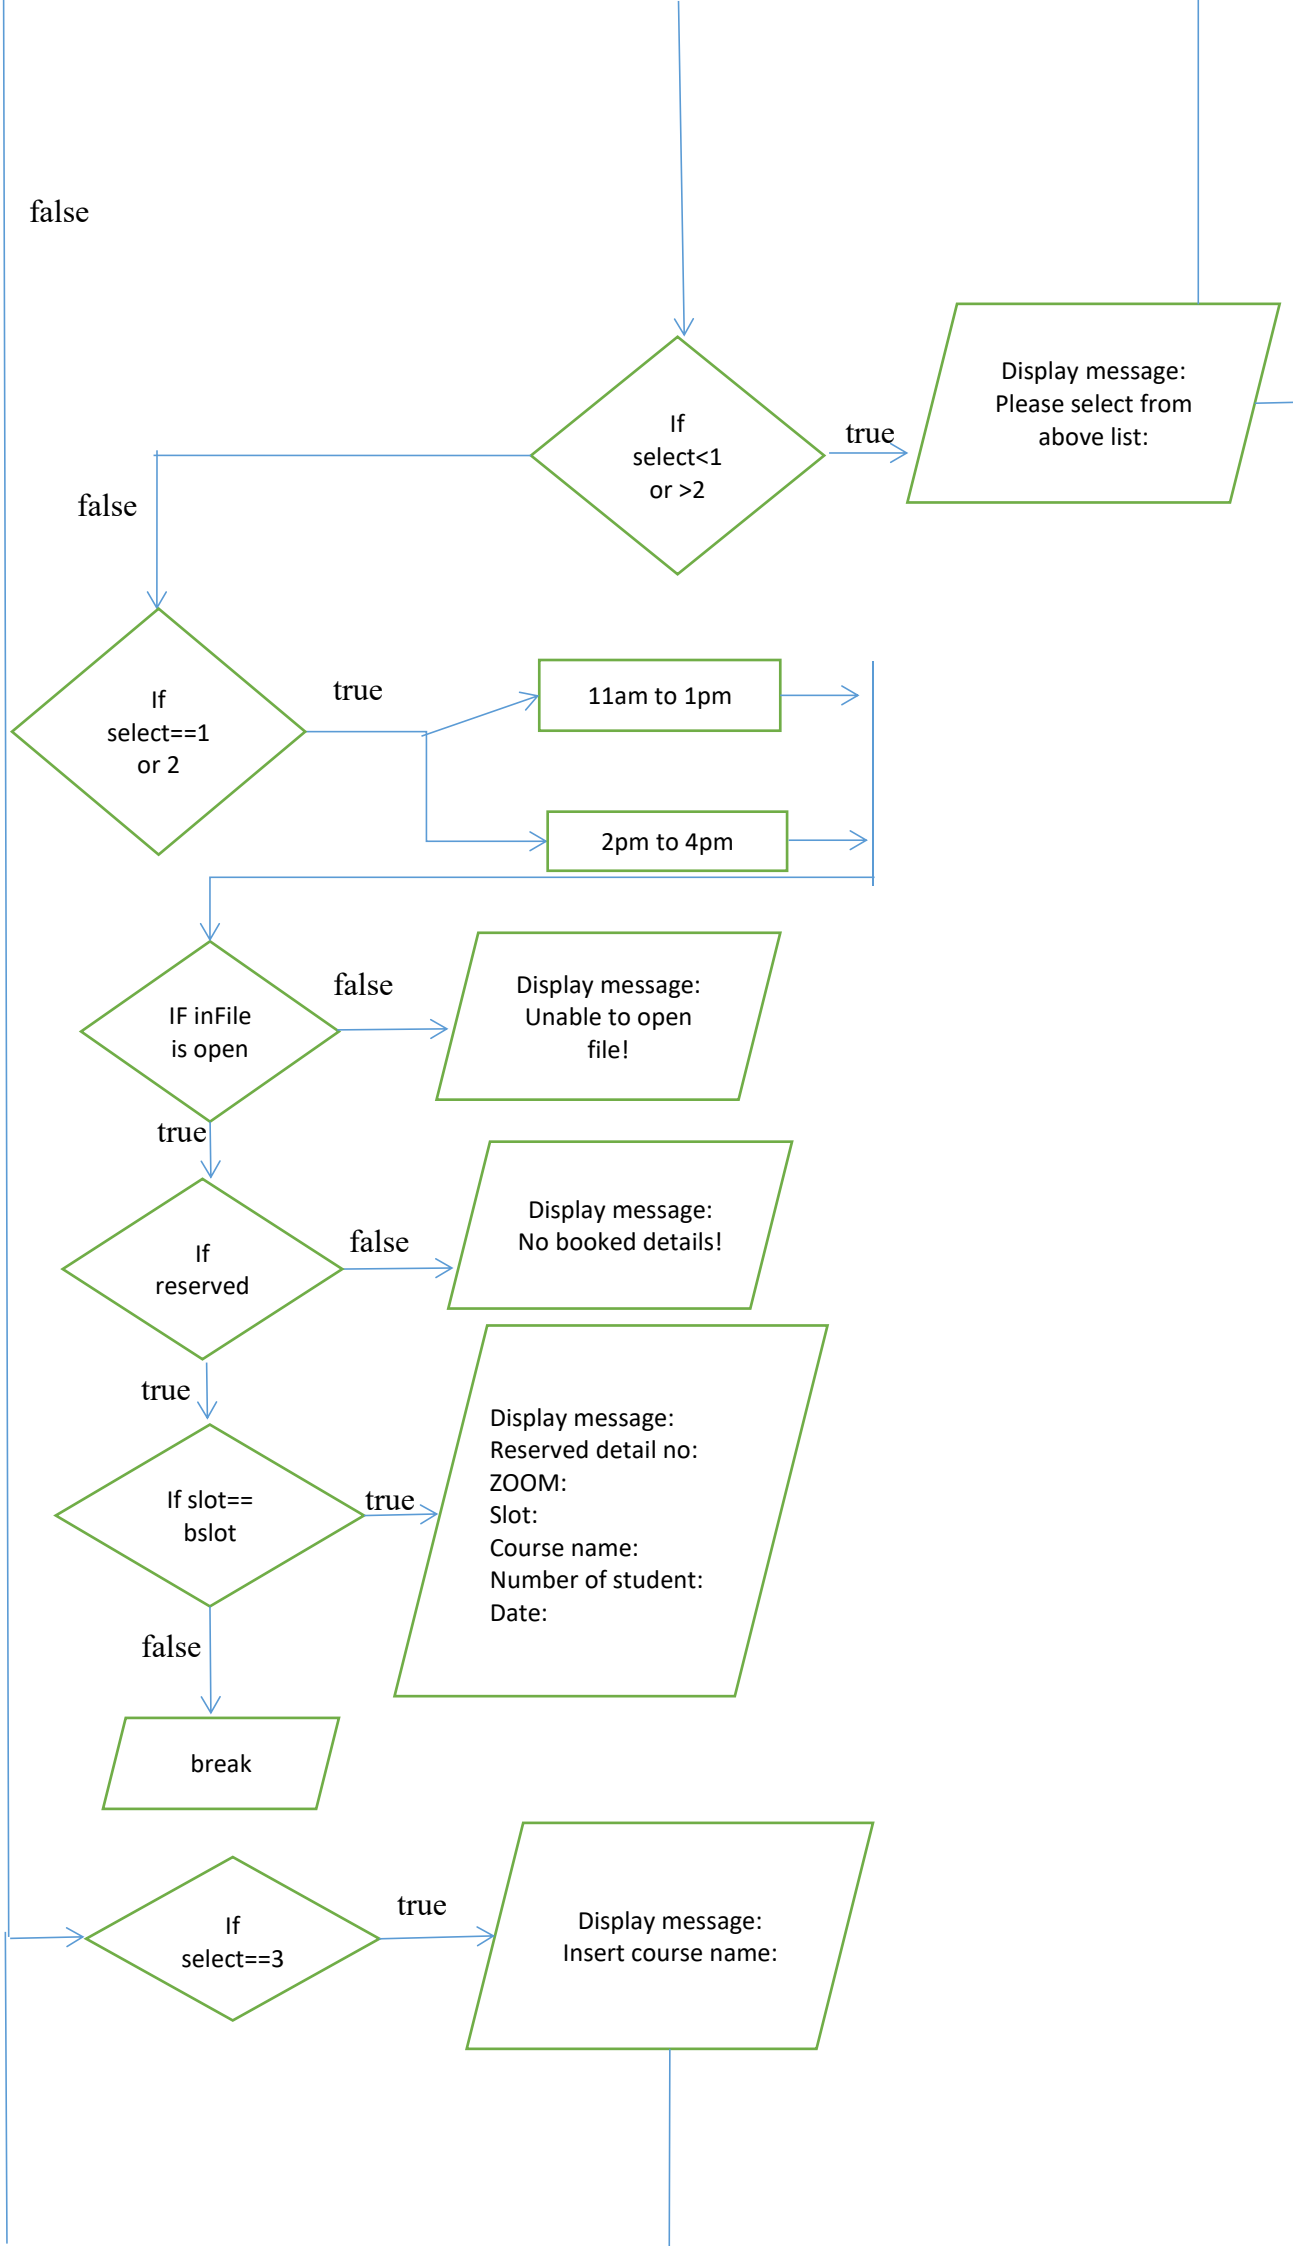 false
Display message:
Please select from
above list:
If
select<1
or >2
true
false
If
select==1
or 2
true
11am to 1pm
2pm to 4pm
IF inFile
is open
false
Display message:
Unable to open
file!
true
If
reserved
false
Display message:
No booked details!
true
If slot==
bslot
true
Display message:
Reserved detail no:
ZOOM:
Slot:
Course name:
Number of student:
Date:
false
break
If
select==3
true
Display message:
Insert course name: